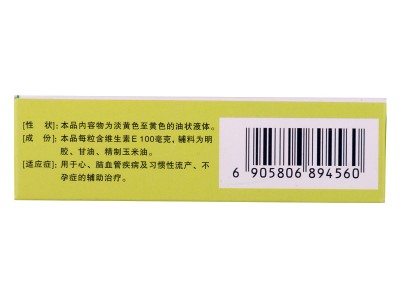 [性　状]：本品内容物为淡黄色至黄色的油状液体。
[成　份]：本品每粒含维生素E 100毫克，辅料为明
胶、甘油、精制玉米油。
[适应症]：用于心、脑血管疾病及习惯性流产、不
孕症的辅助治疗。
6 905806 894560